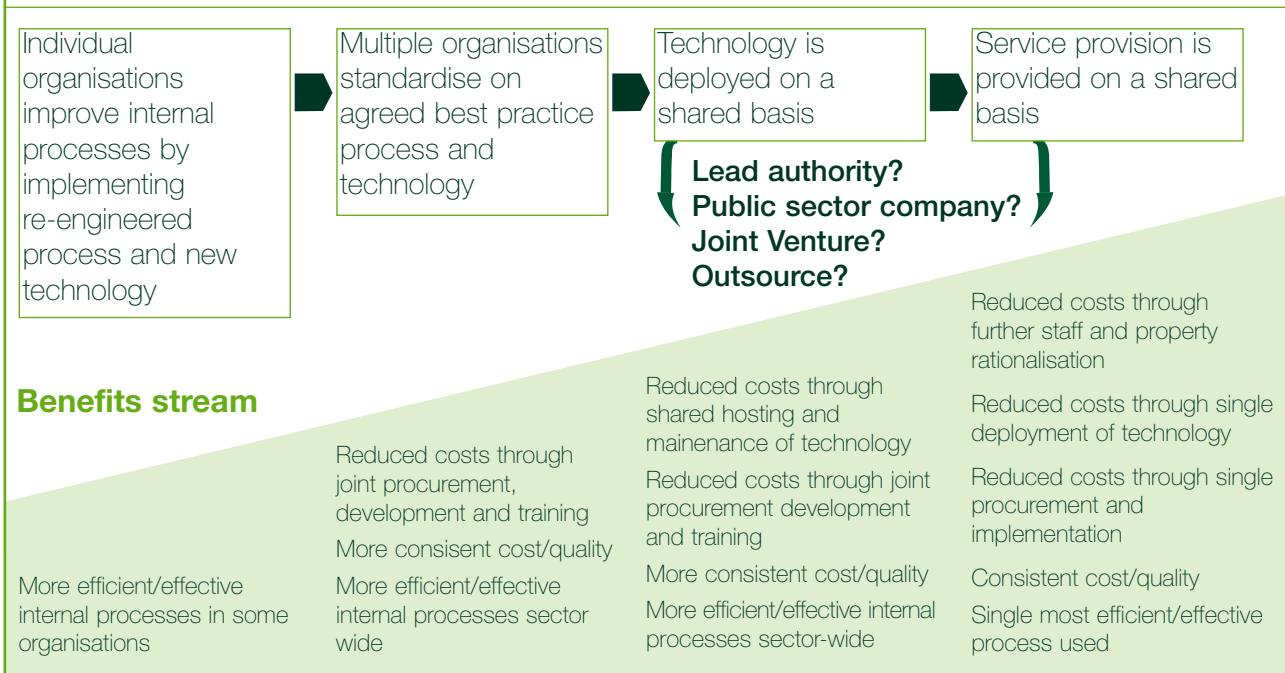 Individual
organisations
improve internal
processes by
implementing
re-engineered
process and new
technology
Multiple organisations
standardise on
agreed best practice
process and
technology
Technology is
deployed on a
shared basis
Service provision is
provided on a shared
basis
Lead authority?
Public sector company?
Joint Venture?
Outsource?
Benefits stream
More efficient/effective
internal processes in some
organisations
Reduced costs through
joint procurement,
development and training
More consisent cost/quality
More efficient/effective
internal processes sector
wide
Reduced costs through
shared hosting and
mainenance of technology
Reduced costs through joint
procurement development
and training
More consistent cost/quality
More efficient/effective internal
processes sector-wide
Reduced costs through
further staff and property
rationalisation
Reduced costs through single
deployment of technology
Reduced costs through single
procurement and
implementation
Consistent cost/quality
Single most efficient/effective
process used